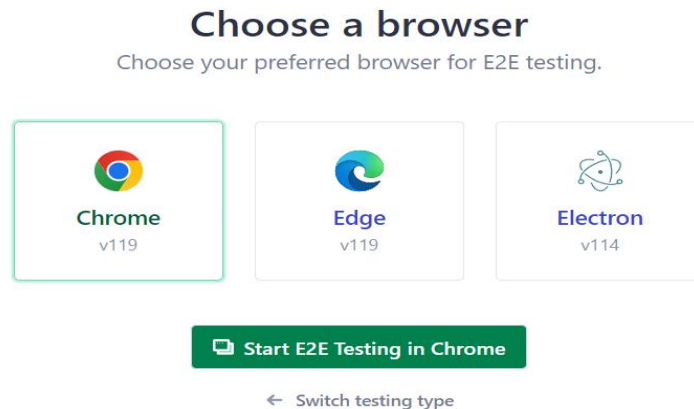 Choose a browser
Choose your preferred browser for E2E testing.
Chrome
v119
Edge
v119
Electron
v114
Start E2E Testing in Chrome
← Switch testing type